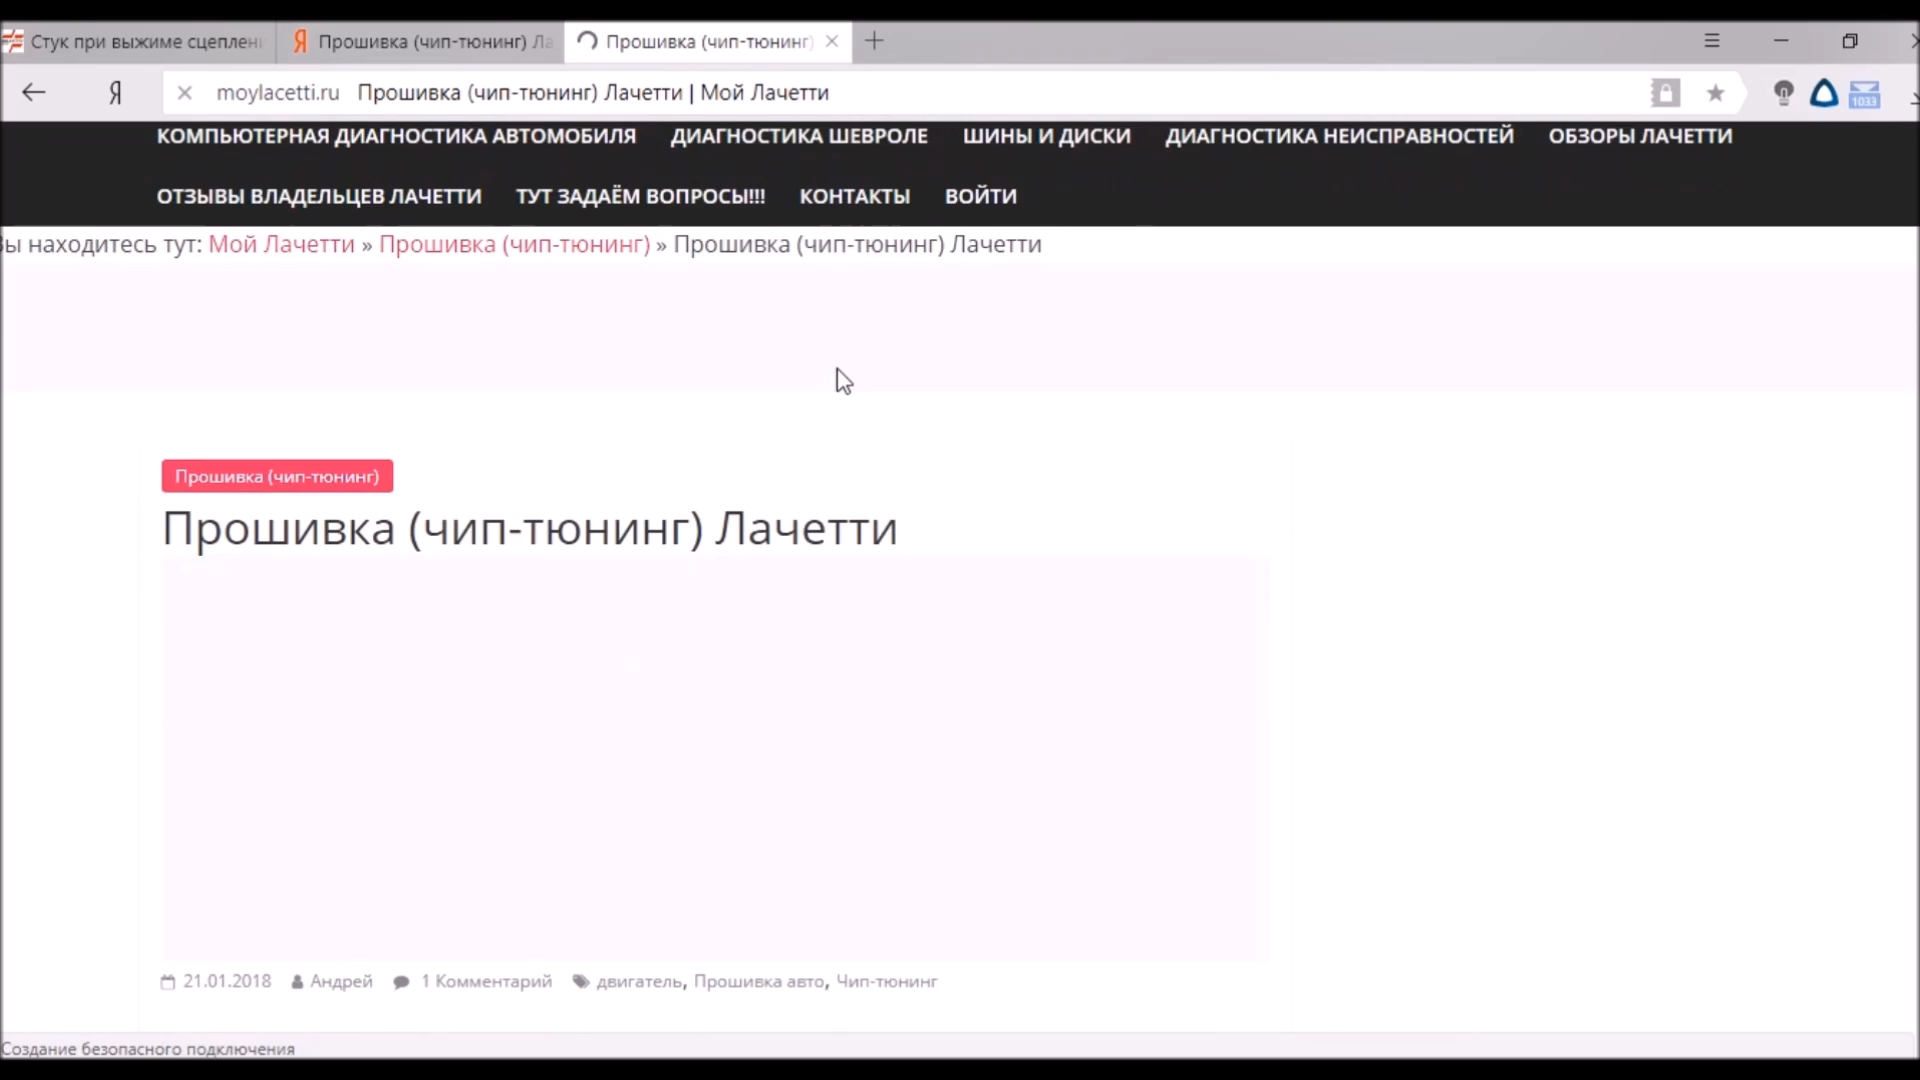 Стук при выжиме сцеплен
Я Прошивка (чип-тюнинг) Ла
Прошивка (чип-тюнинг)
Я
moylacetti.ru Прошивка (чип-тюнинг) Лачетти | Мой Лачетти
1033
КОМПЬЮТЕРНАЯ ДИАГНОСТИКА АВТОМОБИЛЯ ДИАГНОСТИКА ШЕВРОЛЕ ШИНЫ И ДИСКИ ДИАГНОСТИКА НЕИСПРАВНОСТЕЙ ОБЗОРЫ ЛАЧЕТТИ
ОТЗЫВЫ ВЛАДЕЛЬЦЕВ ЛАЧЕТТИ ТУТ ЗАДАЁМ ВОПРОСЫ!!! КОНТАКТЫ ВОЙТИ
Вы находитесь тут: Мой Лачетти » Прошивка (чип-тюнинг) » Прошивка (чип-тюнинг) Лачетти
Прошивка (чип-тюнинг)
Прошивка (чип-тюнинг) Лачетти
21.01.2018 Андрей 1 Комментарий двигатель, Прошивка авто, Чип-тюнинг
Создание безопасного подключения